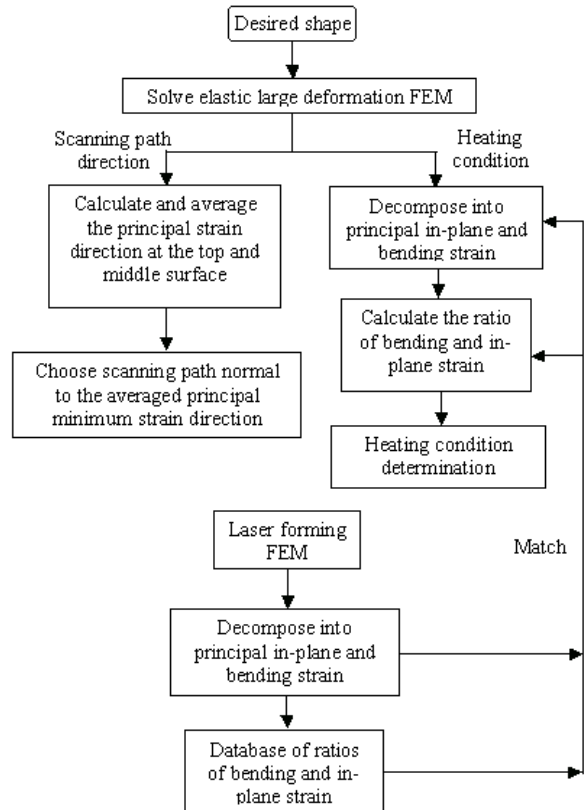 Desired shape
Solve elastic large deformation FEM
Scanning path
direction
Heating
condition
Calculate and average
the principal strain
direction at the top and
middle surface
Decompose into
principal in-plane and
bending strain
Calculate the ratio
of bending and in-
plane strain
Choose scanning path normal
to the averaged principal
minimum strain direction
Heating condition
determination
Laser forming
FEM
Match
Decompose into
principal in-plane and
bending strain
Database of ratios
of bending and in-
plane strain